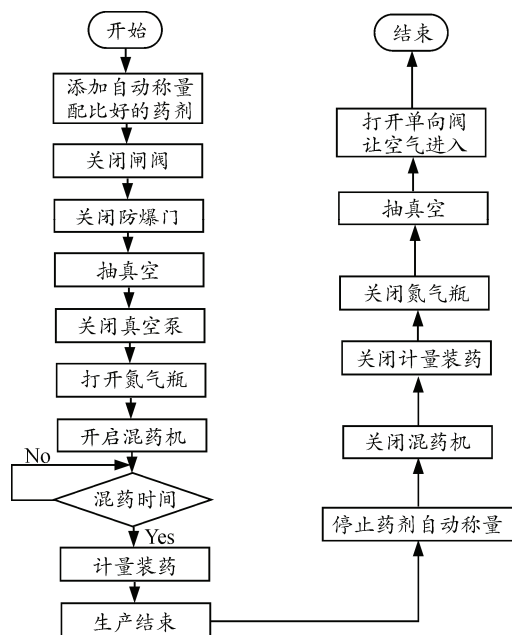 开始
添加自动称量
配比好的药剂
关闭闸阀
关闭防爆门
抽真空
关闭真空泵
打开氮气瓶
开启混药机
No
混药时间
Yes
计量装药
生产结束
停止药剂自动称量
关闭混药机
关闭计量装药
关闭氮气瓶
抽真空
打开单向阀
让空气进入
结束